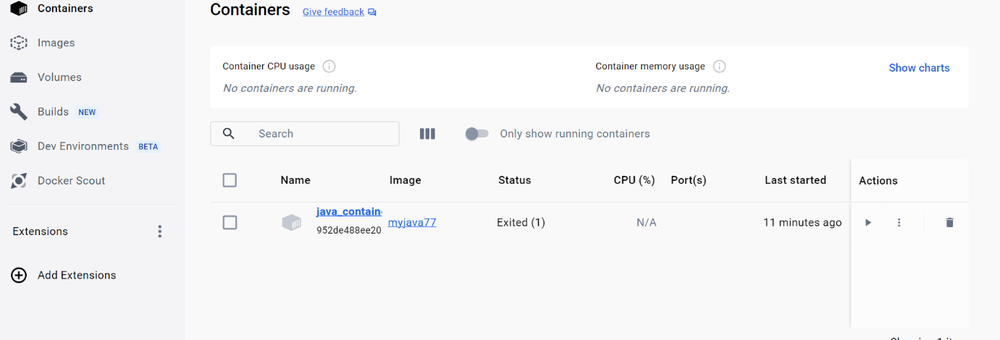 Containers
Images
Volumes
Builds NEW
Dev Environments BETA
Docker Scout
Extensions
Add Extensions
Containers Give feedback
Container CPU usage
No containers are running.
Container memory usage
No containers are running.
Show charts
Search
Only show running containers
Name Image Status CPU (%) Port(s) Last started Actions
java_contain
952de488ee20
myjava77 Exited (1) N/A 11 minutes ago